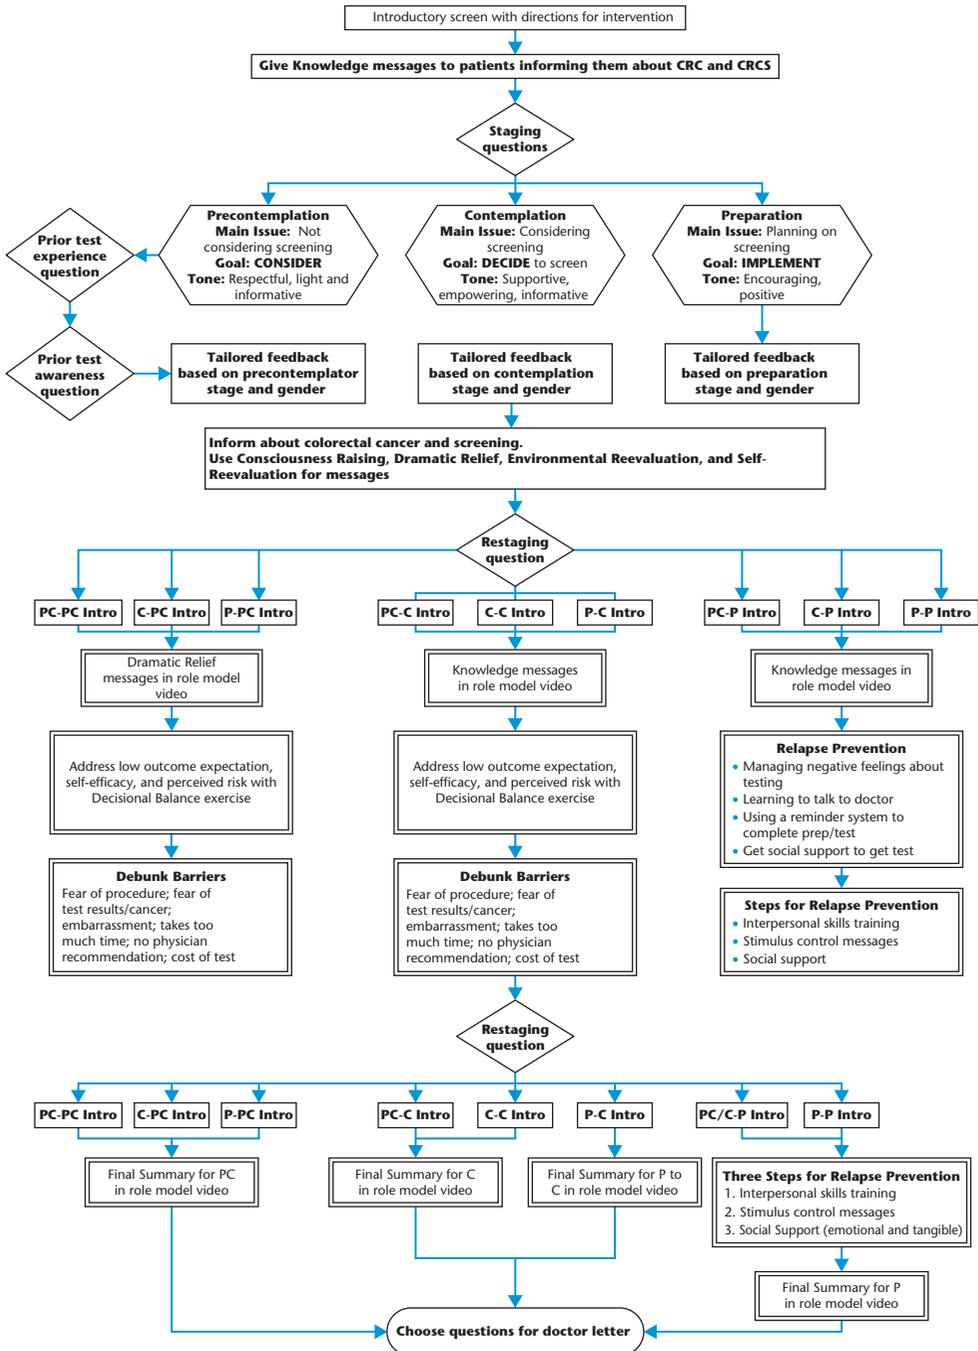 Introductory screen with directions for intervention
Give Knowledge messages to patients informing them about CRC and CRCS
Staging
questions
Prior test
experience
question
Precontemplation
Main Issue: Not
considering screening
Goal: CONSIDER
Tone: Respectful, light and
informative
Contemplation
Main Issue: Considering
screening
Goal: DECIDE to screen
Tone: Supportive,
empowering, informative
Preparation
Main Issue: Planning on
screening
Goal: IMPLEMENT
Tone: Encouraging,
positive
Prior test
awareness
question
Tailored feedback
based on precontemplator
stage and gender
Tailored feedback
based on contemplation
stage and gender
Tailored feedback
based on preparation
stage and gender
Inform about colorectal cancer and screening.
Use Consciousness Raising, Dramatic Relief, Environmental Reevaluation, and Self-
Reevaluation for messages
Restaging
question
PC-PC Intro
C-PC Intro
P-PC Intro
PC-C Intro
C-C Intro
P-C Intro
PC-P Intro
C-P Intro
P-P Intro
Dramatic Relief
messages in role model
video
Knowledge messages
in role model video
Knowledge messages in
role model video
Address low outcome expectation,
self-efficacy, and perceived risk with
Decisional Balance exercise
Address low outcome expectation,
self-efficacy, and perceived risk with
Decisional Balance exercise
Relapse Prevention
• Managing negative feelings about
testing
• Learning to talk to doctor
• Using a reminder system to
complete prep/test
• Get social support to get test
Debunk Barriers
Fear of procedure; fear of
test results/cancer;
embarrassment; takes too
much time; no physician
recommendation; cost of test
Debunk Barriers
Fear of procedure; fear of
test results/cancer;
embarrassment; takes too
much time; no physician
recommendation; cost of test
Steps for Relapse Prevention
• Interpersonal skills training
• Stimulus control messages
• Social support
Restaging
question
PC-PC Intro
C-PC Intro
P-PC Intro
PC-C Intro
C-C Intro
P-C Intro
PC/C-P Intro
P-P Intro
Final Summary for PC
in role model video
Final Summary for C
in role model video
Final Summary for P to
C in role model video
Three Steps for Relapse Prevention
1. Interpersonal skills training
2. Stimulus control messages
3. Social Support (emotional and tangible)
Final Summary for P
in role model video
Choose questions for doctor letter